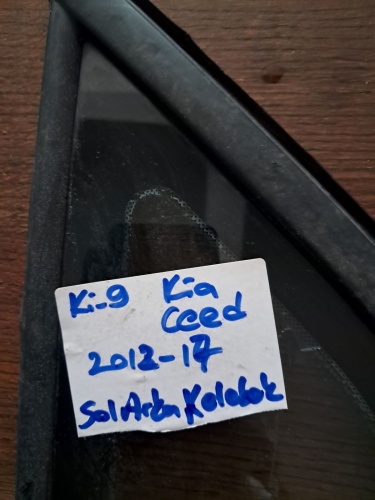 Ki-9 Kia
Ceed
2012-17
Sol Arka Kelebek